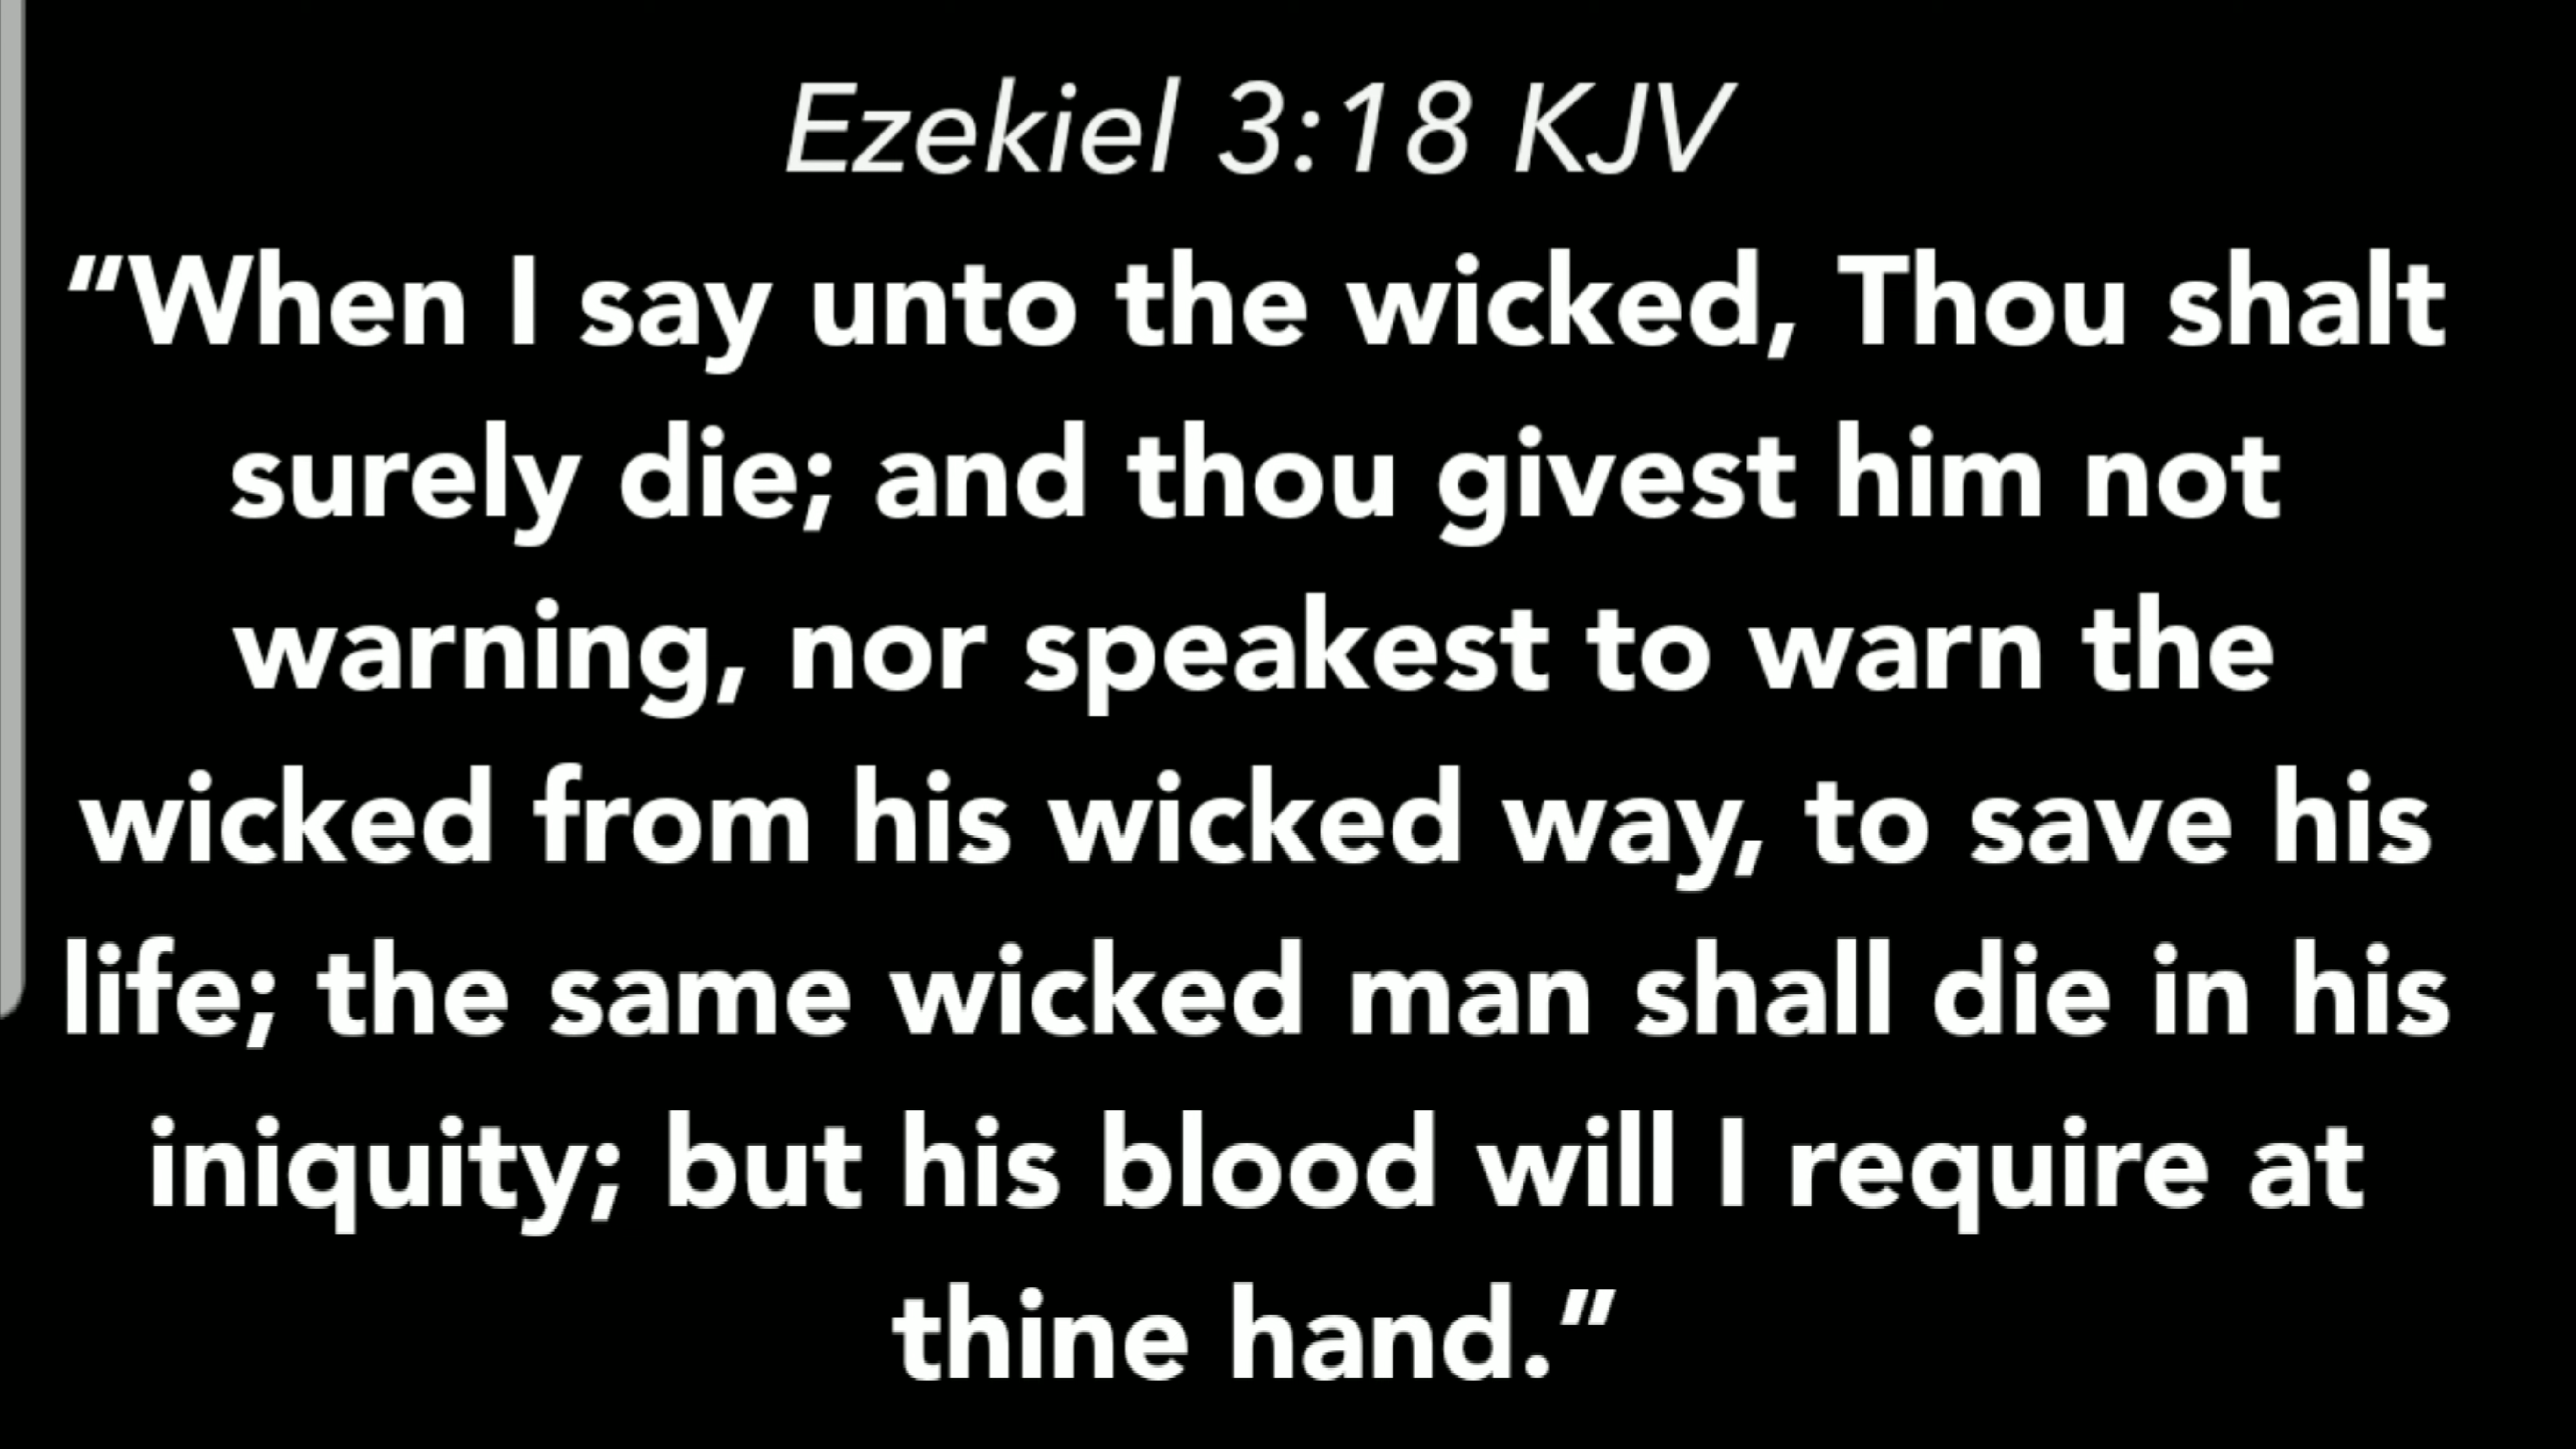 Ezekiel 3:18 KJV
“When I say unto the wicked, Thou shalt
surely die; and thou givest him not
warning, nor speakest to warn the
wicked from his wicked way, to save his
life; the same wicked man shall die in his
iniquity; but his blood will I require at
thine hand.”